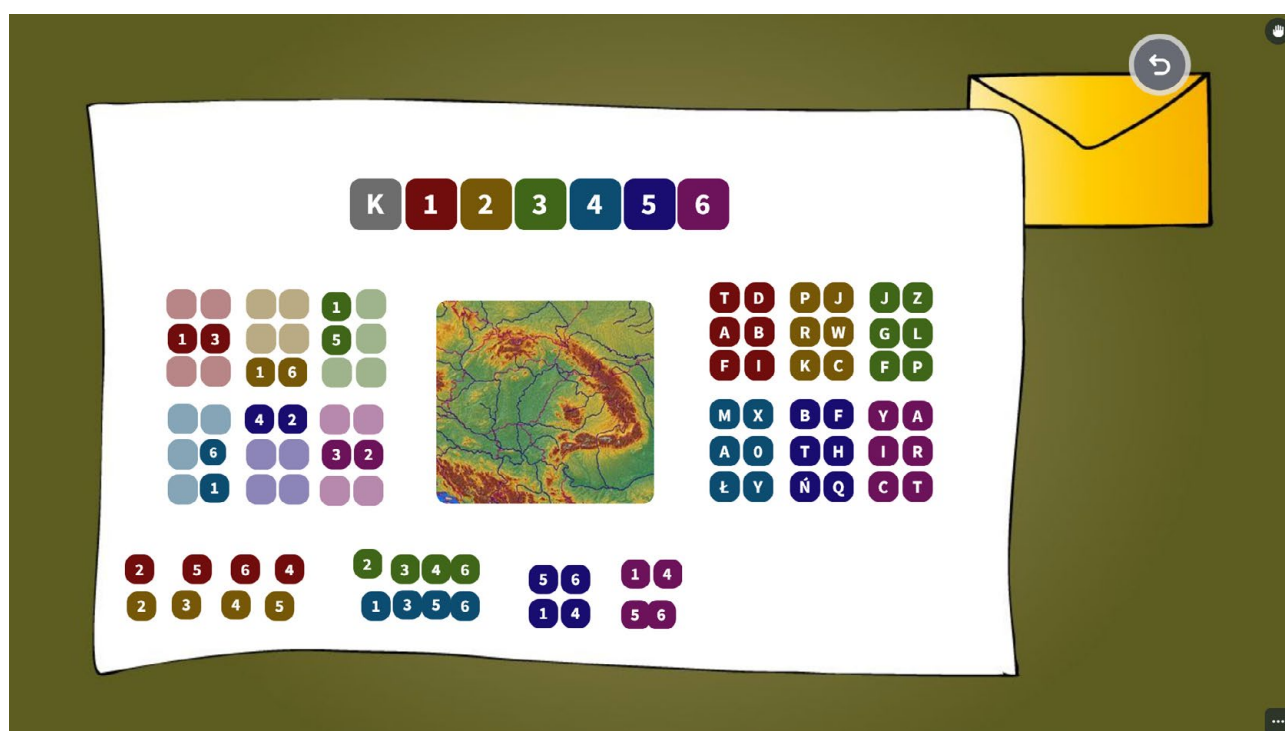 K 1 2 3 4 5 6
1
1 3 5
1 6
4 2
6 3 2
1
T D P J J Z
A B R W G L
F I K C F P
M X B F Y A
A O T H I R
Ł Y Ń Q C T
2 5 6 4 2 3 4 6
2 3 4 5 1 3 5 6
5 6 1 4
1 4 5 6